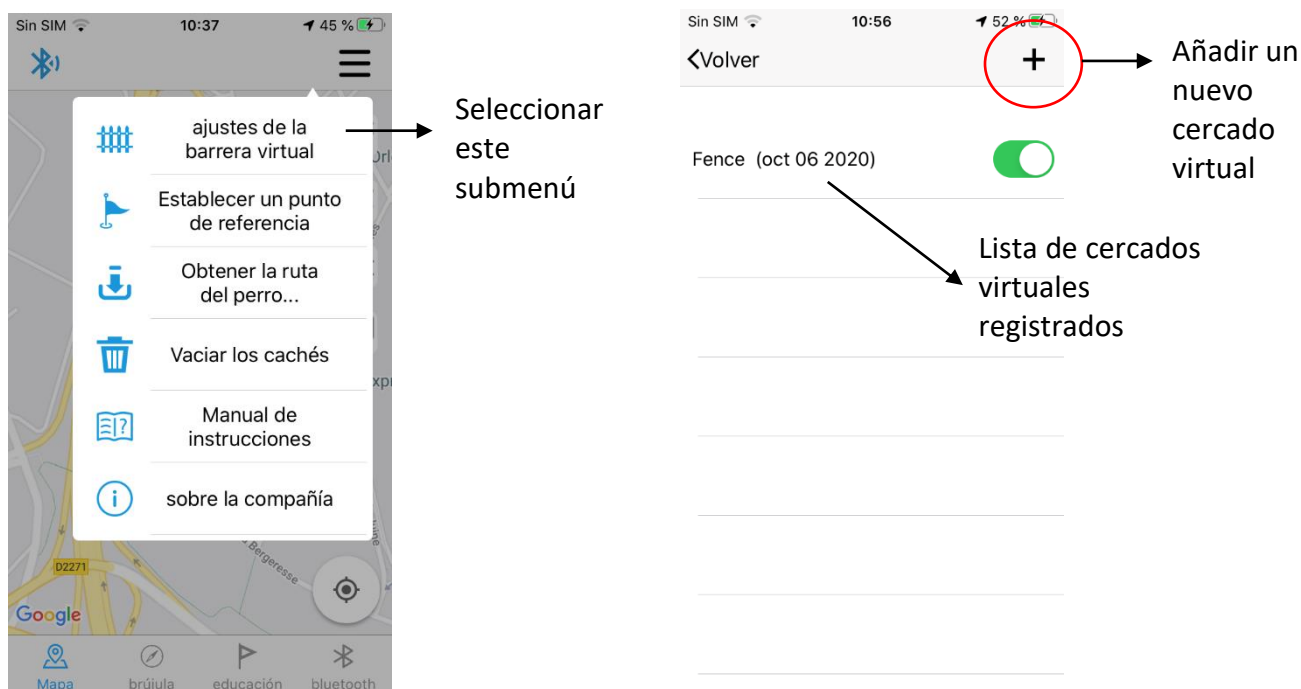 Sin SIM 10:37 45 %
ajustes de la
barrera virtual
Establecer un punto
de referencia
Obtener la ruta
del perro...
Vaciar los cachés
Manual de
instrucciones
sobre la compañía
D2271
Bergeresse
Google
Mapa brújula educación bluetooth
Seleccionar
este
submenú
Sin SIM 10:56 52 %
Volver
Fence (oct 06 2020)
Añadir un
nuevo
cercado
virtual
Lista de cercados
virtuales
registrados